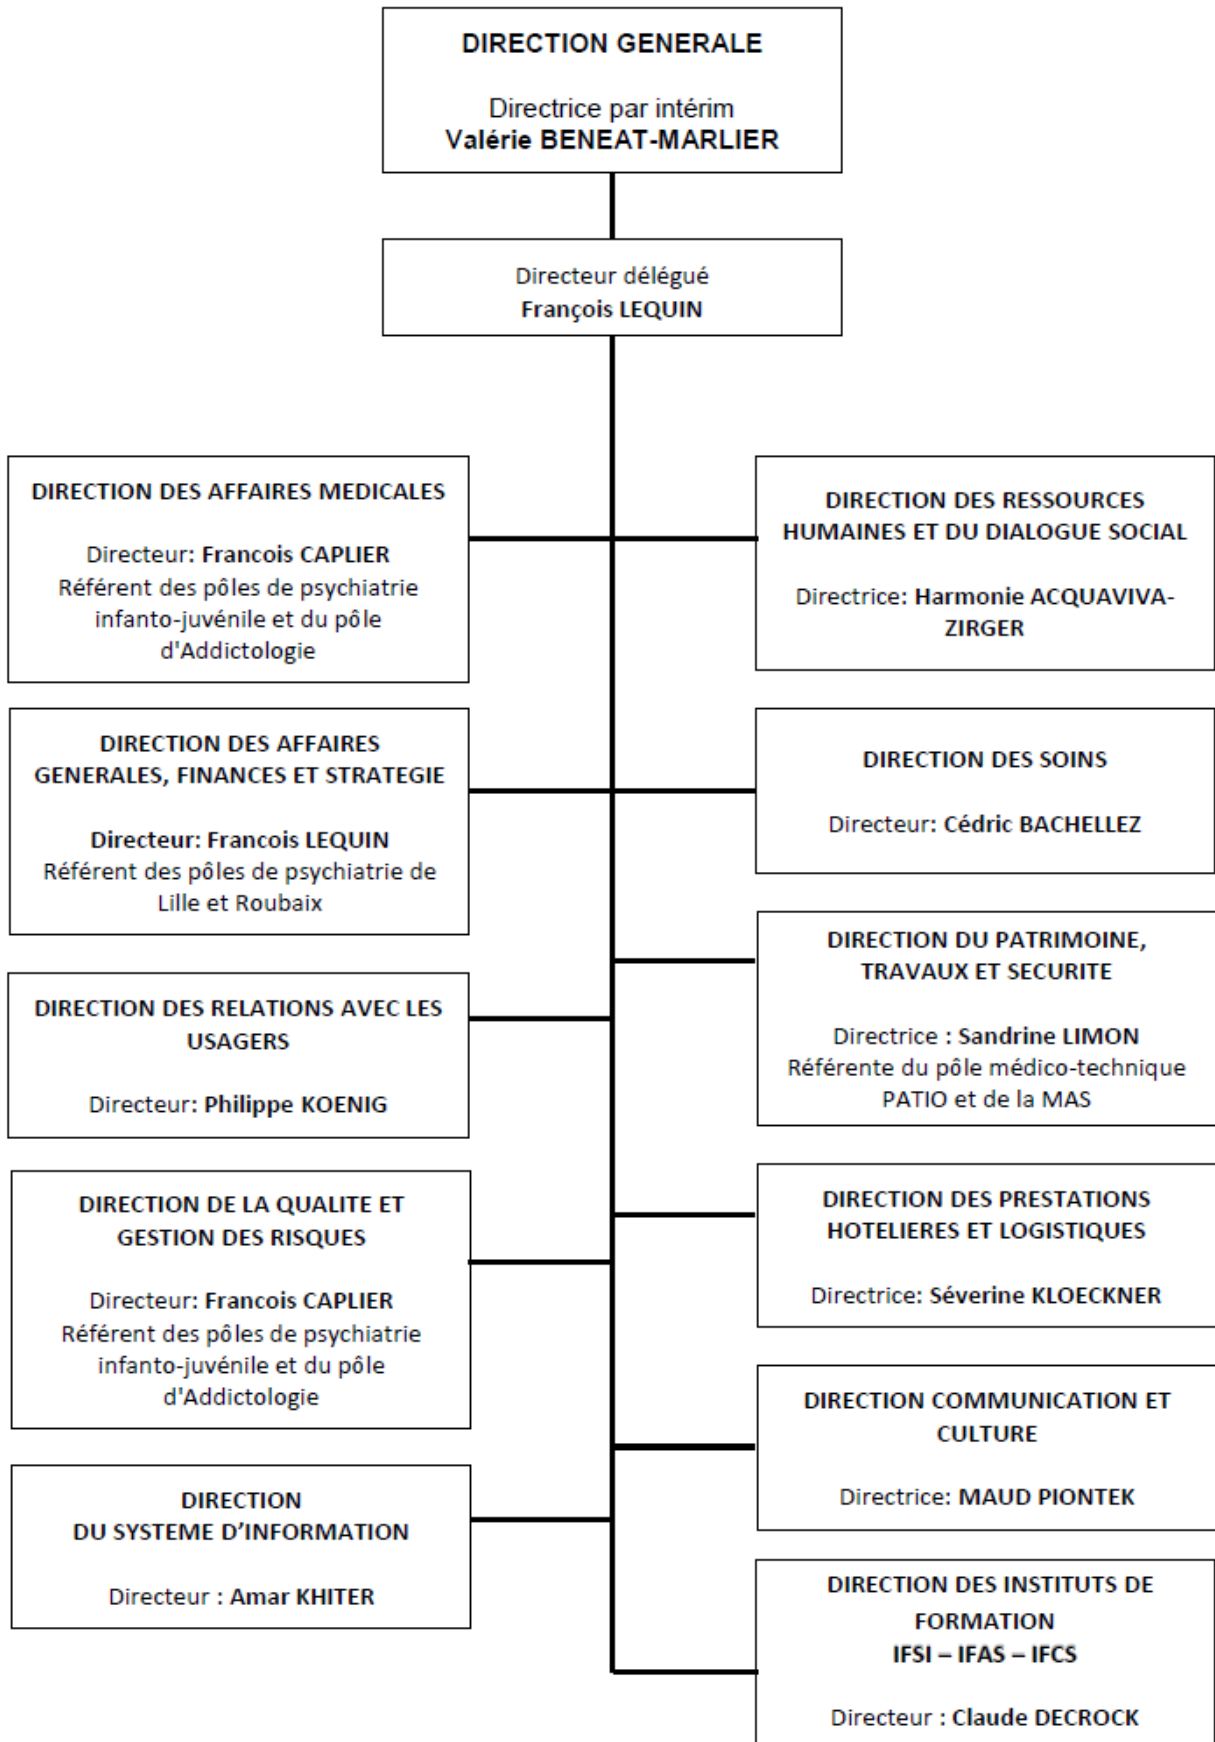 DIRECTION GENERALE
Directrice par intérim
Valérie BENEAT-MARLIER
Directeur délégué
François LEQUIN
DIRECTION DES AFFAIRES MEDICALES
Directeur: Francois CAPLIER
Référent des pôles de psychiatrie
infanto-juvénile et du pôle
d'Addictologie
DIRECTION DES RESSOURCES
HUMAINES ET DU DIALOGUE SOCIAL
Directrice: Harmonie ACQUAVIVA-
ZIRGER
DIRECTION DES AFFAIRES
GENERALES, FINANCES ET STRATEGIE
Directeur: Francois LEQUIN
Référent des pôles de psychiatrie de
Lille et Roubaix
DIRECTION DES SOINS
Directeur: Cédric BACHELLEZ
DIRECTION DU PATRIMOINE,
TRAVAUX ET SECURITE
Directrice : Sandrine LIMON
Référente du pôle médico-technique
PATIO et de la MAS
DIRECTION DES RELATIONS AVEC LES
USAGERS
Directeur: Philippe KOENIG
DIRECTION DE LA QUALITE ET
GESTION DES RISQUES
Directeur: Francois CAPLIER
Référent des pôles de psychiatrie
infanto-juvénile et du pôle
d'Addictologie
DIRECTION DES PRESTATIONS
HOTELIERES ET LOGISTIQUES
Directrice: Séverine KLOECKNER
DIRECTION COMMUNICATION ET
CULTURE
Directrice: MAUD PIONTEK
DIRECTION
DU SYSTEME D’INFORMATION
Directeur : Amar KHITER
DIRECTION DES INSTITUTS DE
FORMATION
IFSI – IFAS – IFCS
Directeur : Claude DECROCK